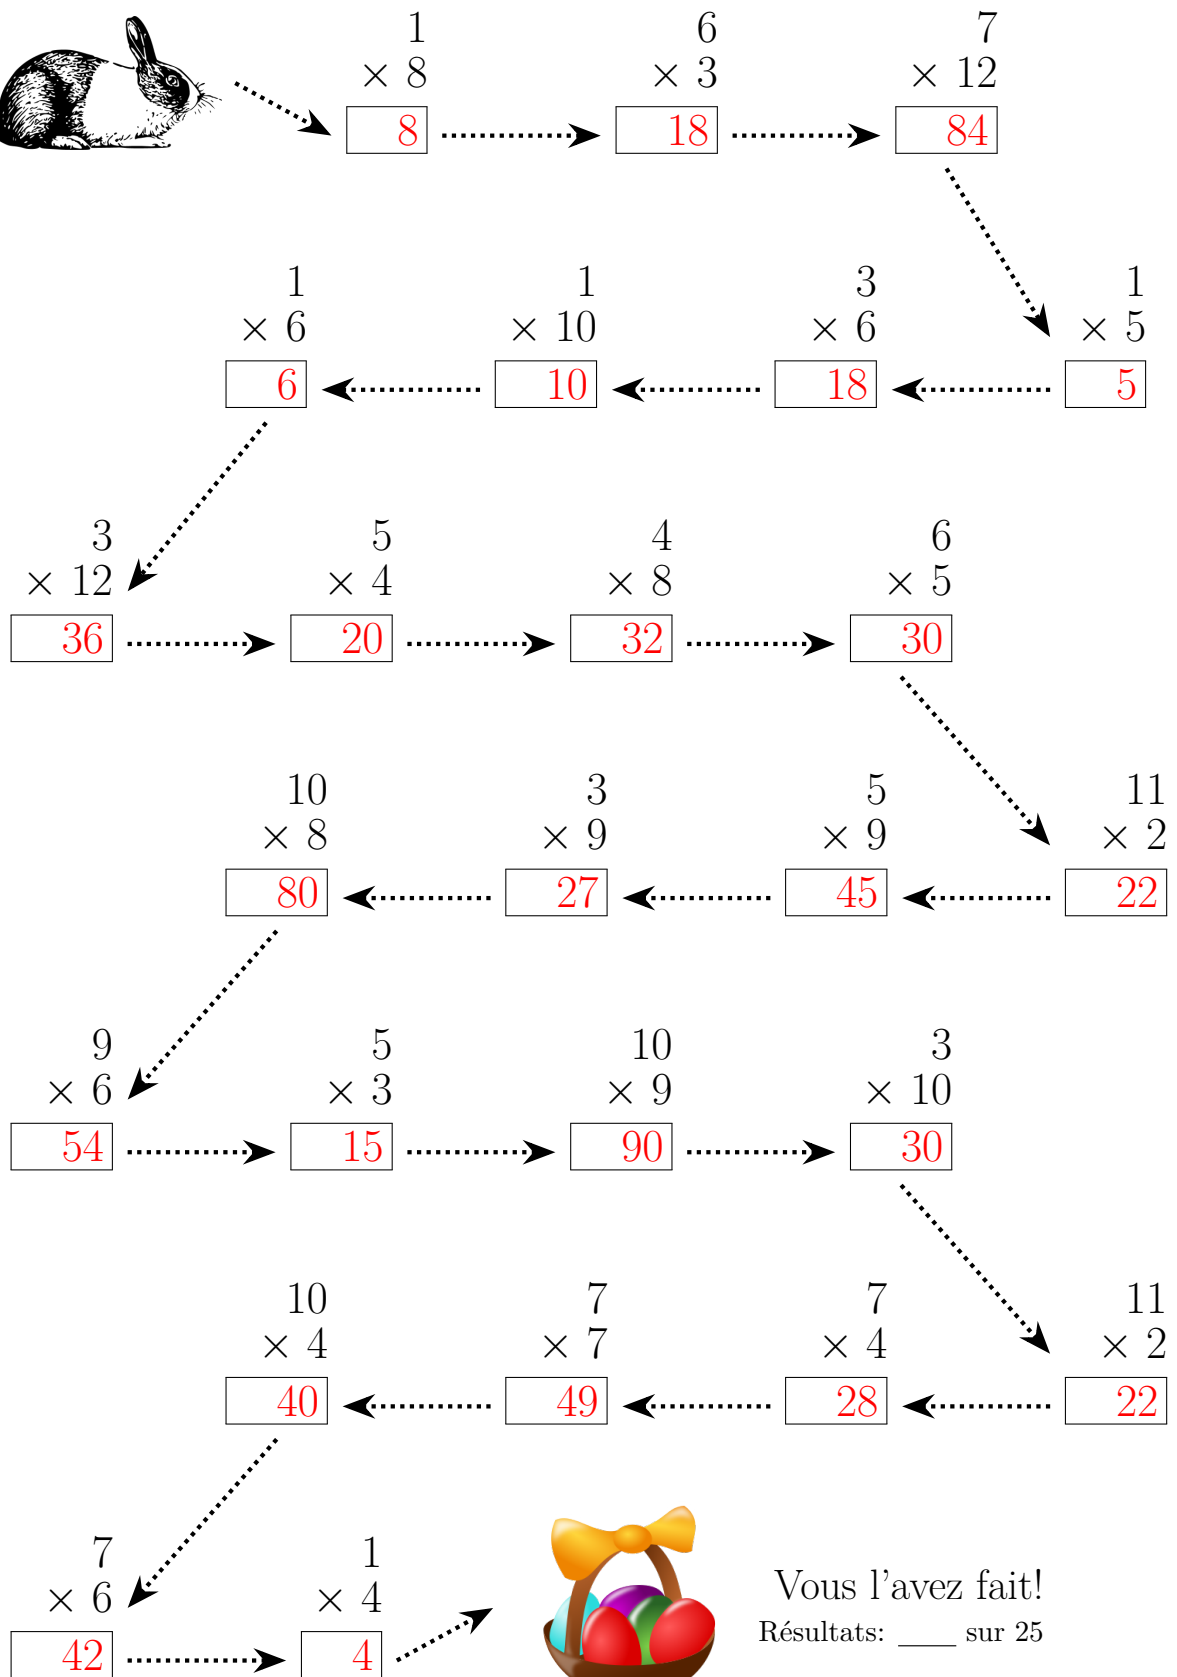 1 6 7
× 8 × 3 × 12
8 18 84
1 1 3 1
× 6 × 10 × 6 × 5
6 10 18 5
3 5 4 6
× 12 × 4 × 8 × 5
36 20 32 30
10 3 5 11
× 8 × 9 × 9 × 2
80 27 45 22
9 5 10 3
× 6 × 3 × 9 × 10
54 15 90 30
10 7 7 11
× 4 × 7 × 4 × 2
40 49 28 22
7 1
× 6 × 4
42 4
Vous l'avez fait!
Résultats: ____ sur 25